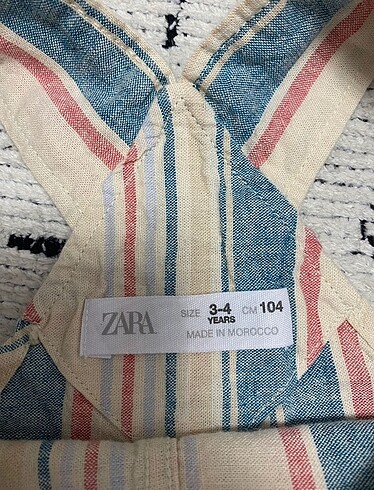 ZARA
SIZE 3-4 YEARS CM 104
MADE IN MOROCCO